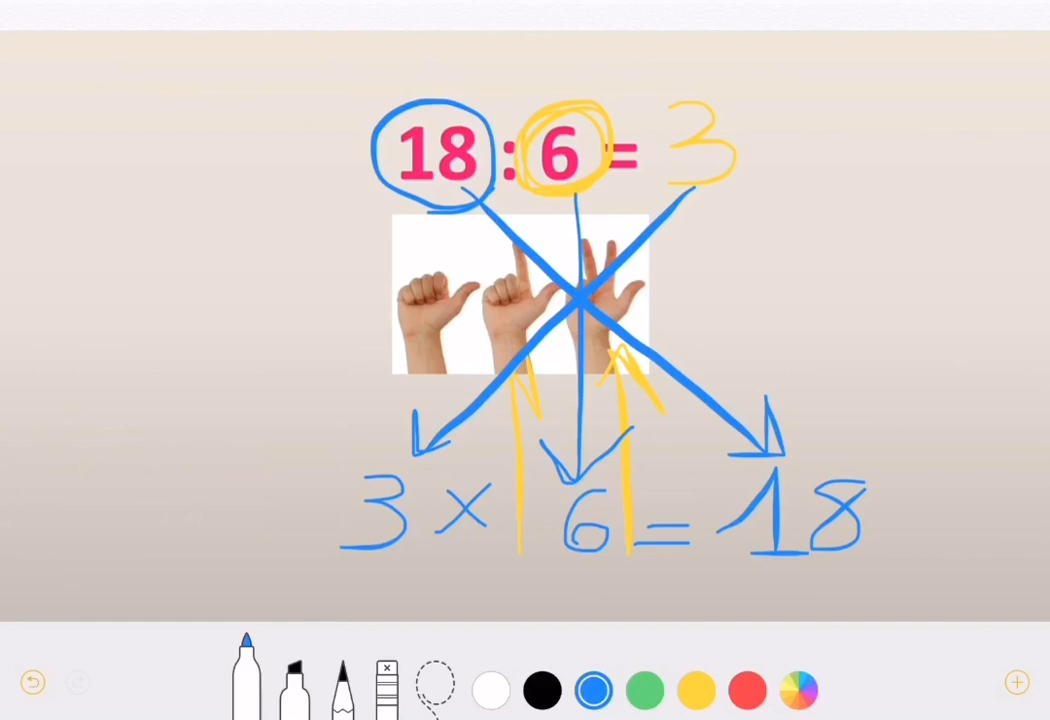 18 : 6 = 3
3 x 6 = 18